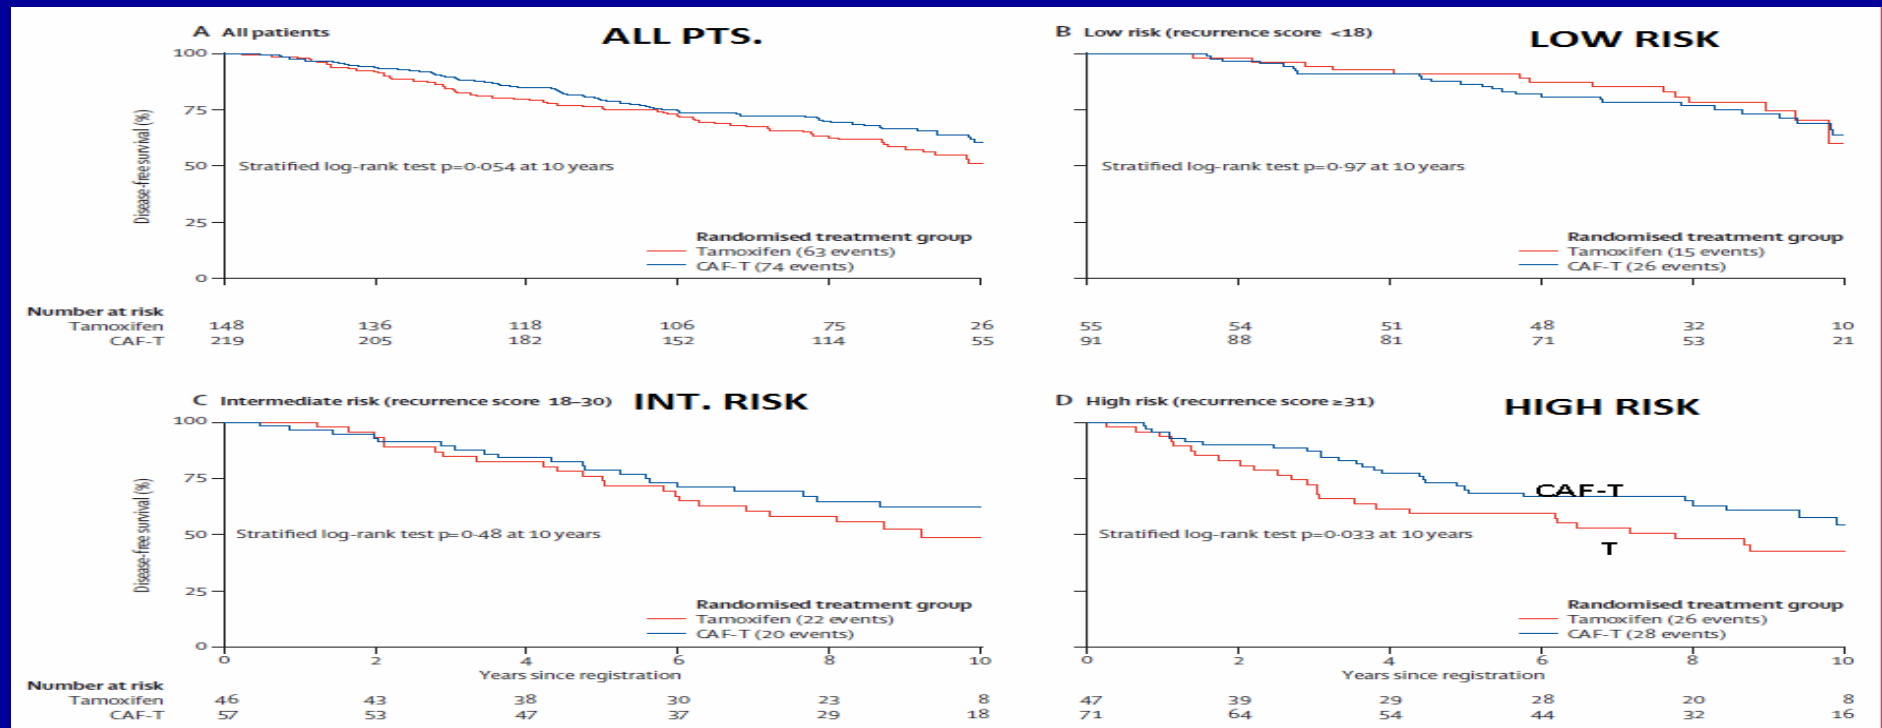 A All patients
ALL PTS.
100
75
50
25
0
Disease-free survival (%)
Stratified log-rank test p=0·054 at 10 years
Randomised treatment group
Tamoxifen (63 events)
CAF-T (74 events)
Number at risk
Tamoxifen 148 136 118 106 75 26
CAF-T 219 205 182 152 114 55
B Low risk (recurrence score <18)
LOW RISK
Stratified log-rank test p=0·97 at 10 years
Randomised treatment group
Tamoxifen (15 events)
CAF-T (26 events)
55 54 51 48 32 10
91 88 81 71 53 21
C Intermediate risk (recurrence score 18–30)
INT. RISK
100
75
50
25
0
Disease-free survival (%)
Stratified log-rank test p=0·48 at 10 years
Randomised treatment group
Tamoxifen (22 events)
CAF-T (20 events)
0 2 4 6 8 10
Years since registration
Number at risk
Tamoxifen 46 43 38 30 23 8
CAF-T 57 53 47 37 29 18
D High risk (recurrence score ≥31)
HIGH RISK
CAF-T
Stratified log-rank test p=0·033 at 10 years
T
Randomised treatment group
Tamoxifen (26 events)
CAF-T (28 events)
0 2 4 6 8 10
Years since registration
47 39 29 28 20 8
71 64 54 44 32 16